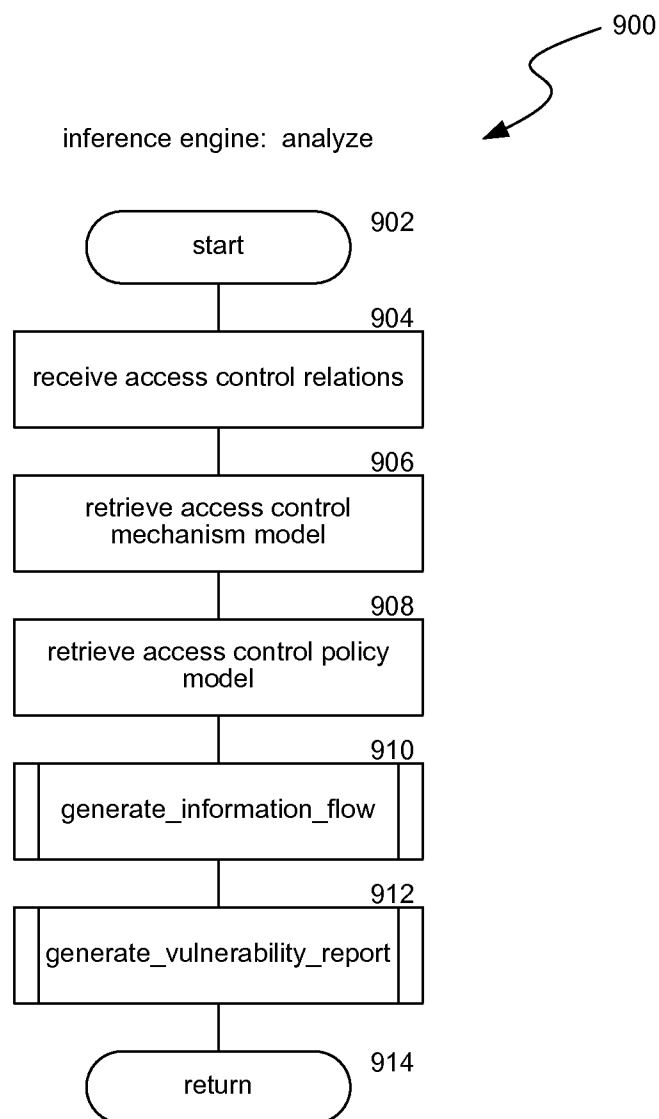 900
inference engine: analyze
902
start
904
receive access control relations
906
retrieve access control
mechanism model
908
retrieve access control policy
model
910
generate_information_flow
912
generate_vulnerability_report
914
return